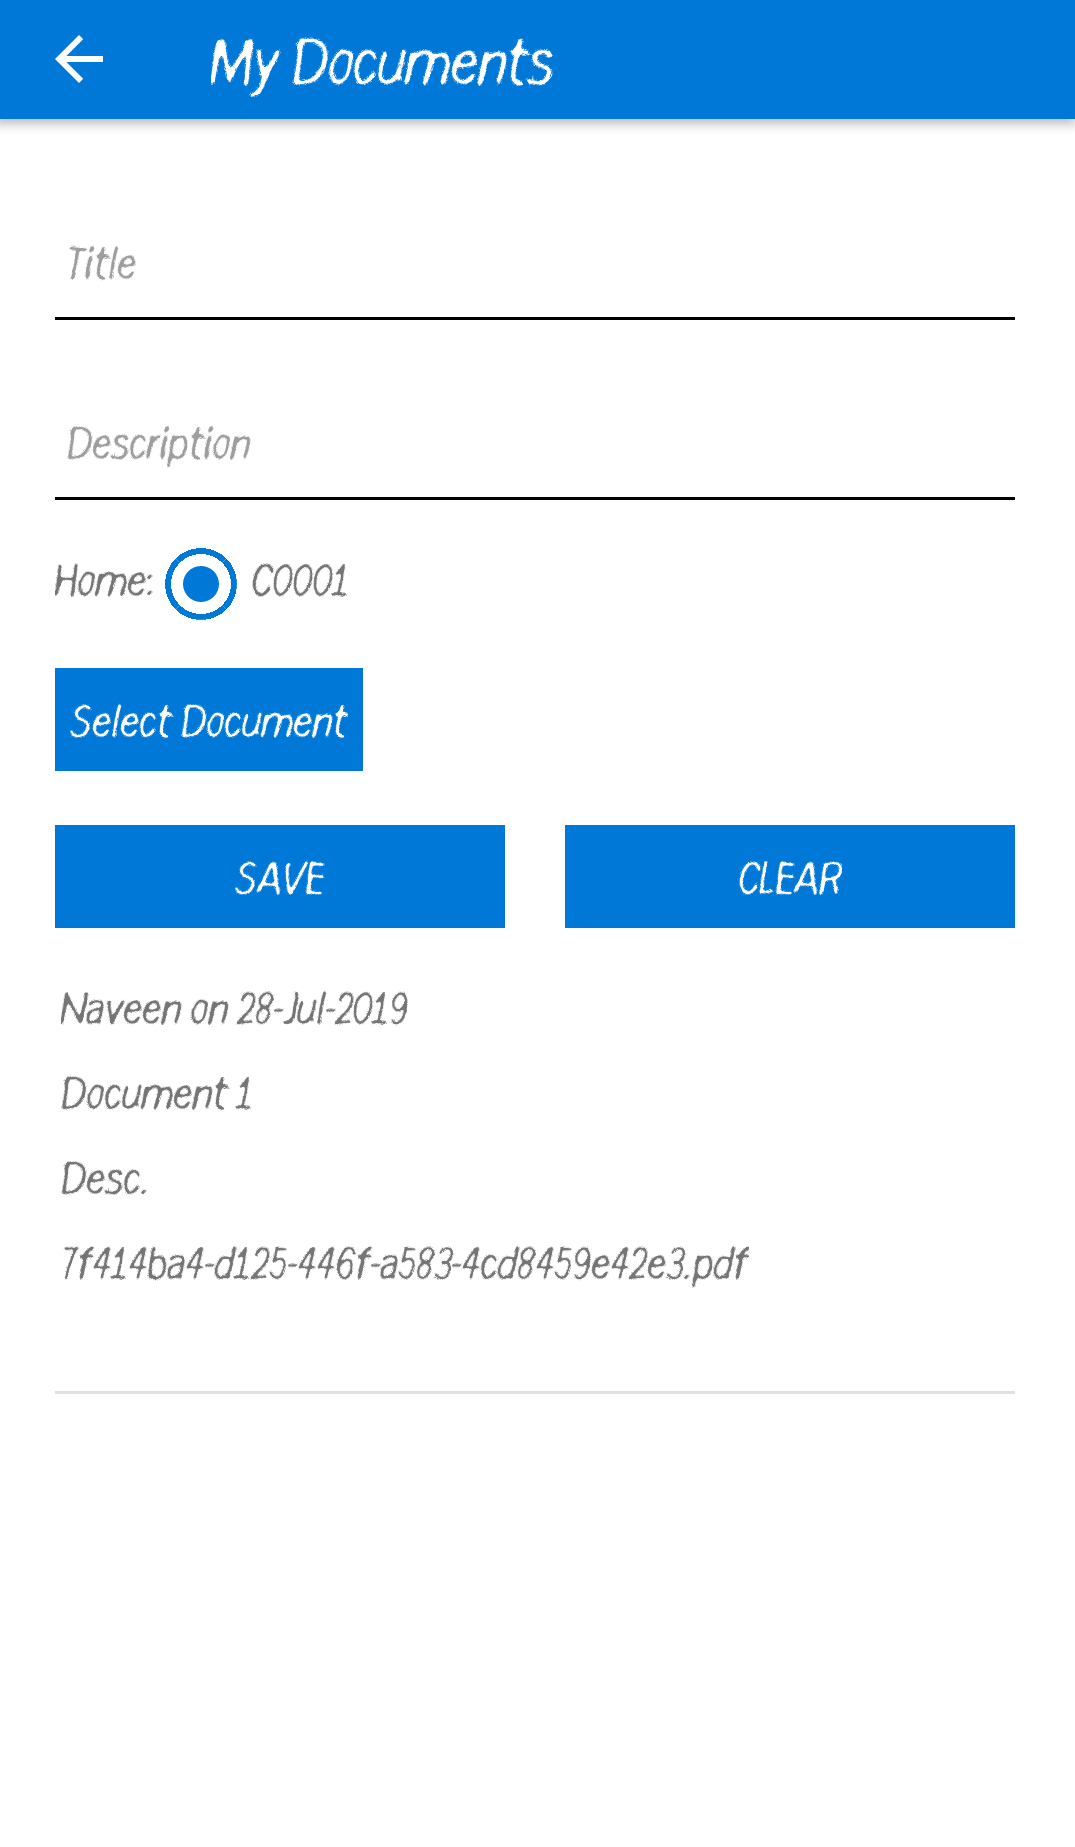 My Documents
Title
Description
Home: C0001
Select Document
SAVE CLEAR
Naveen on 28-Jul-2019
Document 1
Desc.
7f414ba4-d125-446f-a583-4cd8459e42e3.pdf